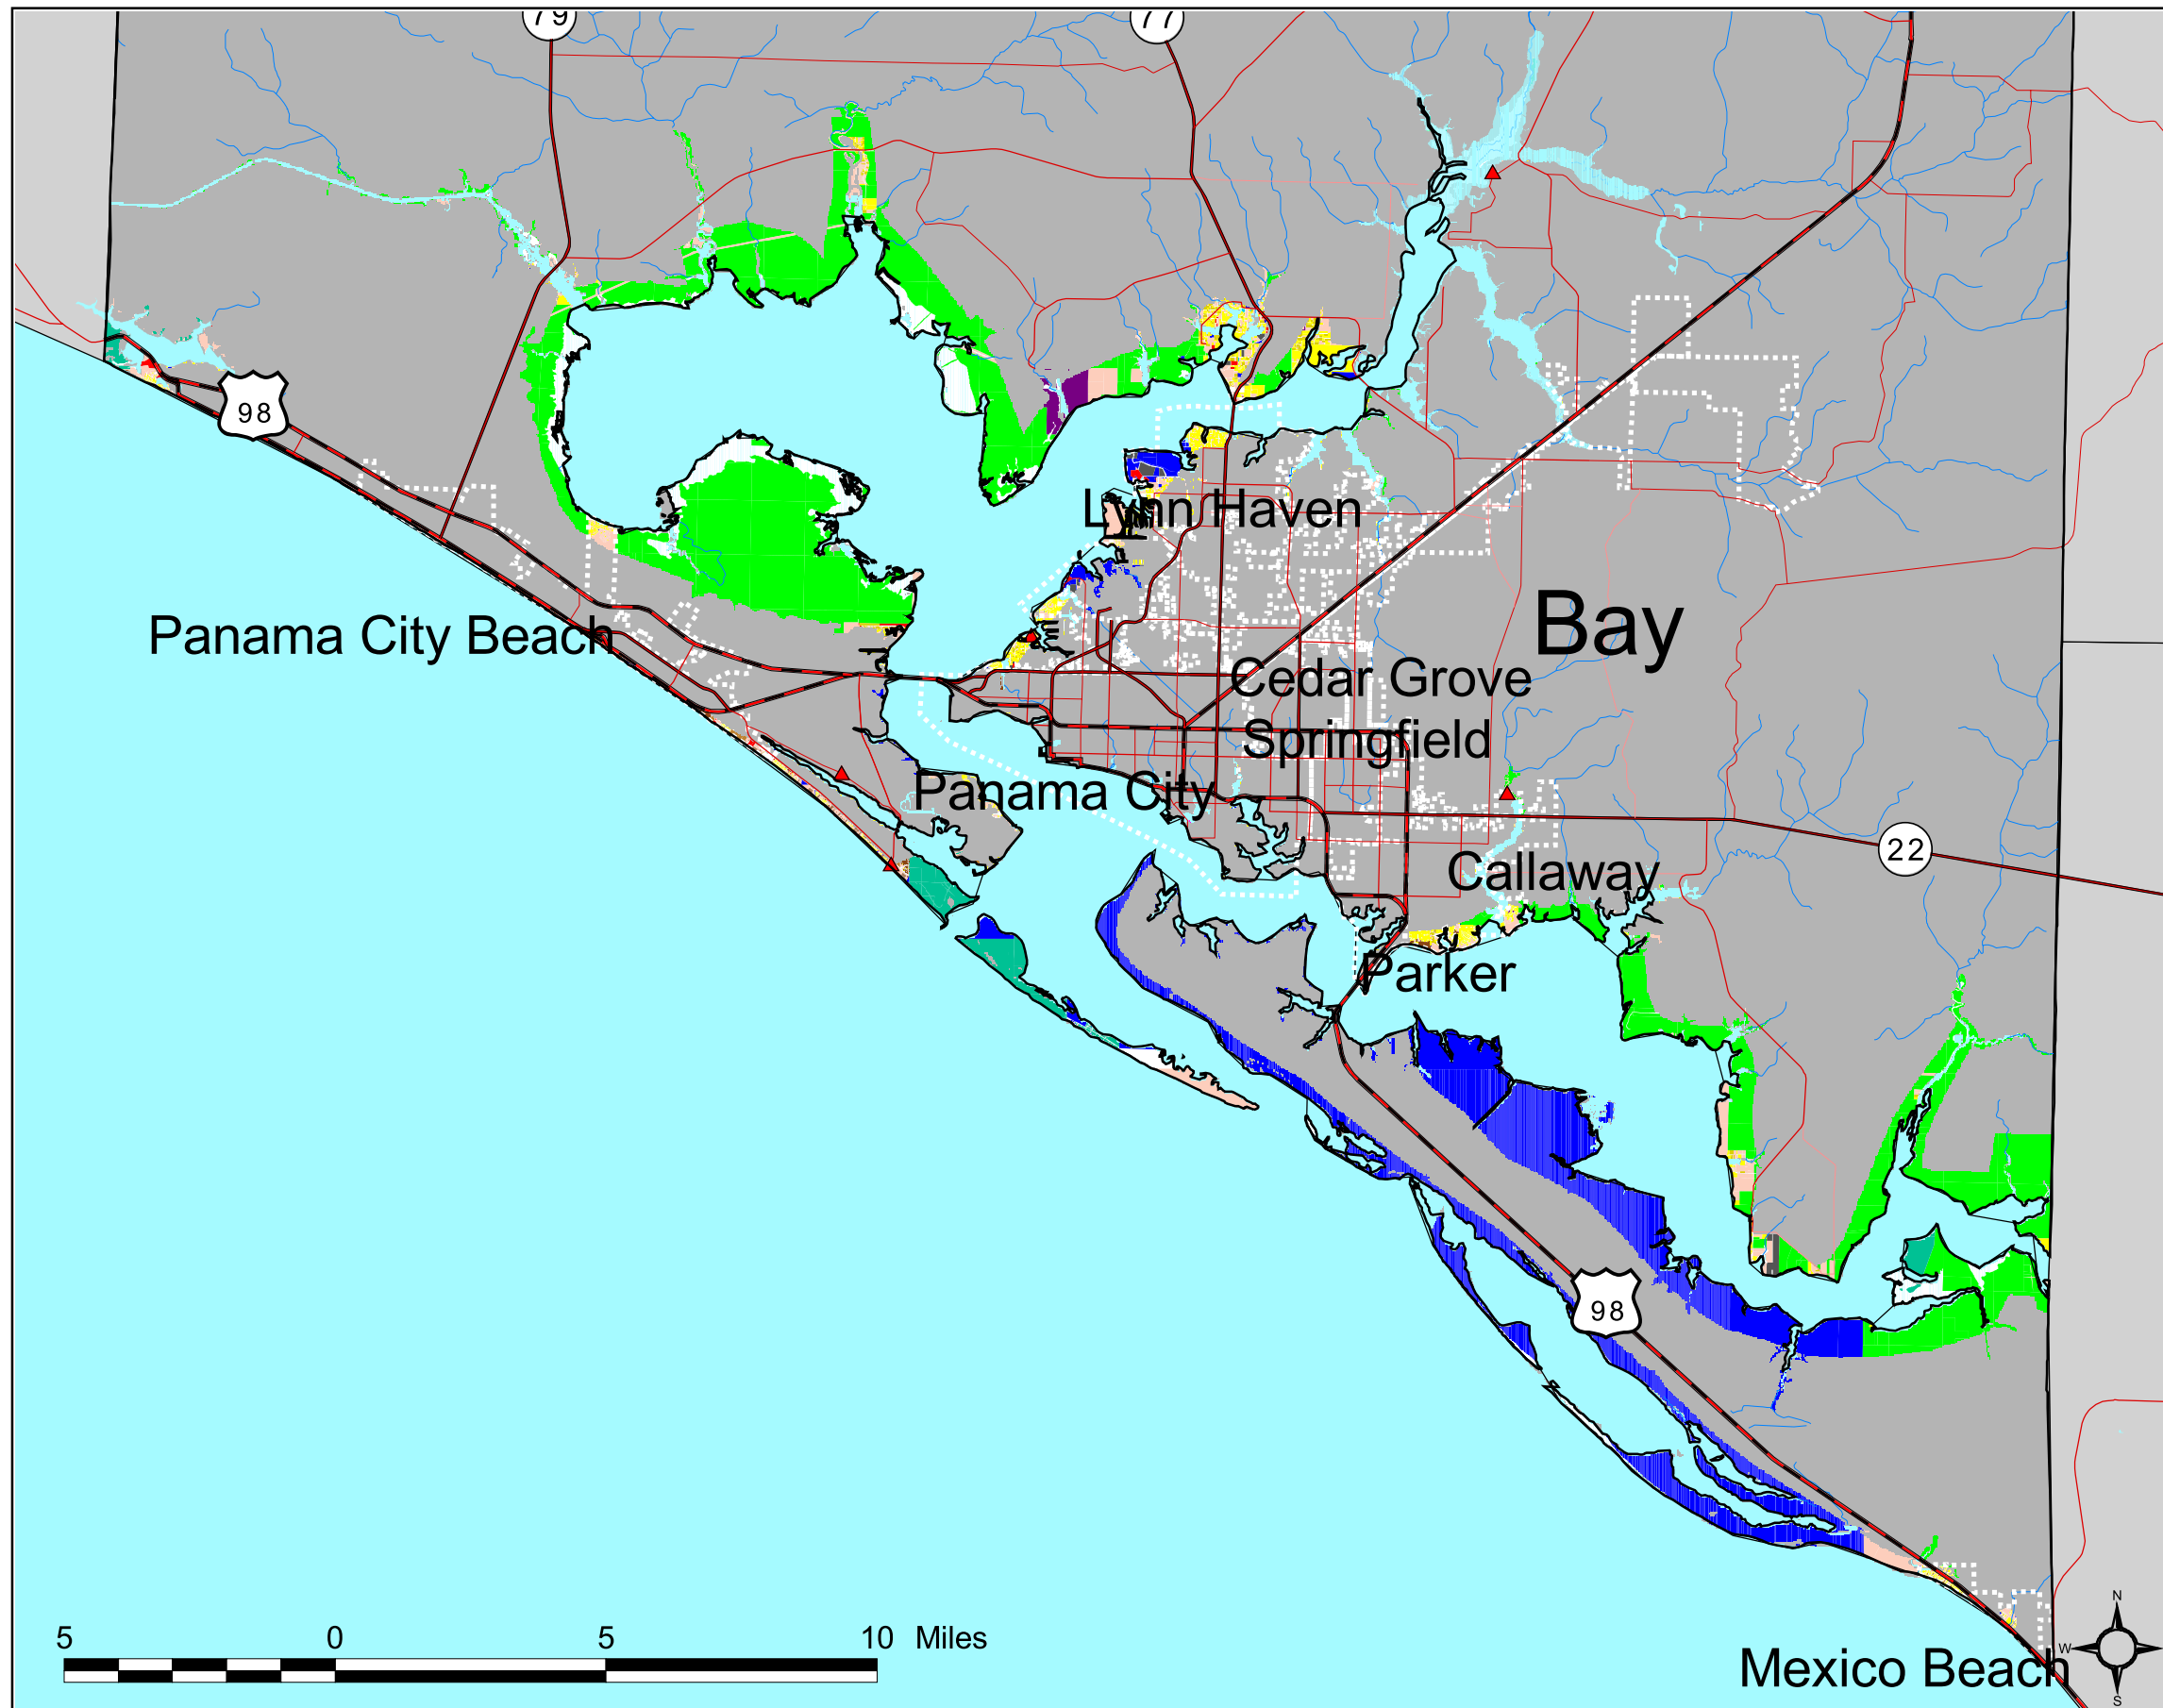 79
77
98
Lynn Haven
Bay
Panama City Beach
Cedar Grove
Springfield
Panama City
22
Callaway
Parker
98
N
5 0 5 10 Miles
W
Mexico Beach
S